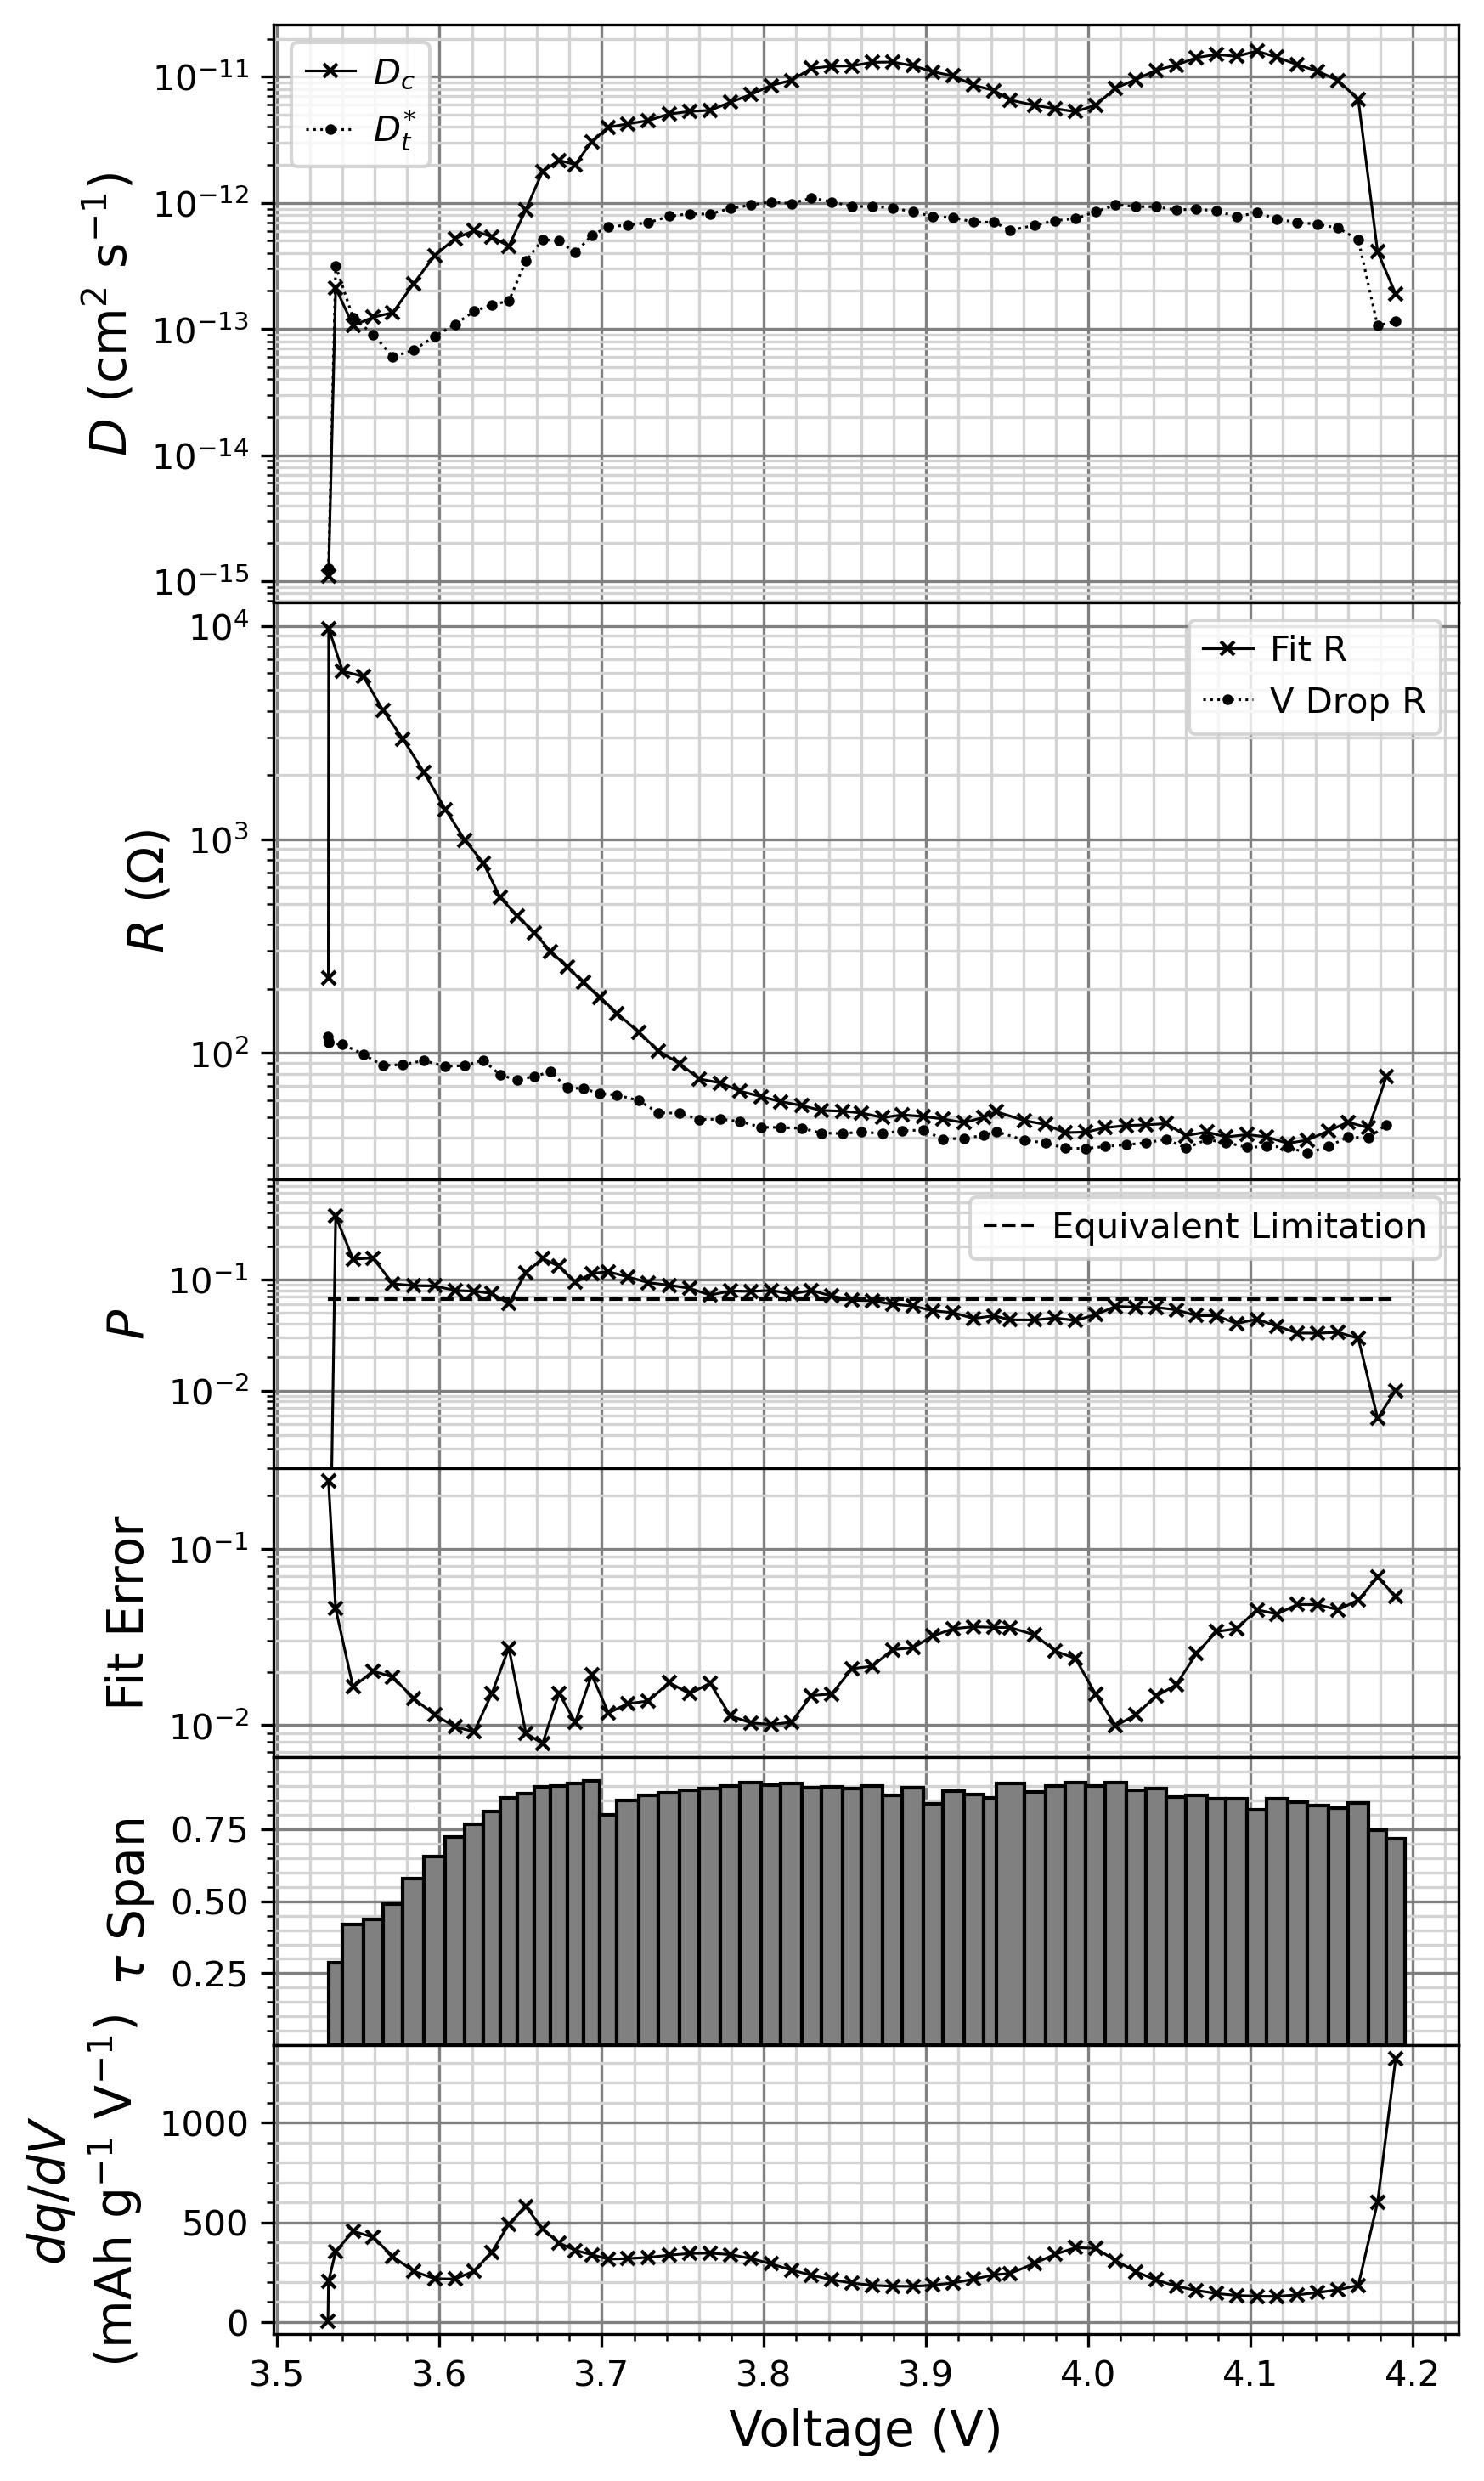 D_c
D_t^*
10^−11
10^−12
10^−13
10^−14
10^−15
D (cm^2 s^−1)
Fit R
V Drop R
10^4
10^3
10^2
R (Ω)
Equivalent Limitation
10^−1
10^−2
P
10^−1
10^−2
Fit Error
0.75
0.50
0.25
τ Span
1000
500
0
dq/dV
(mAh g^−1 V^−1)
3.5 3.6 3.7 3.8 3.9 4.0 4.1 4.2
Voltage (V)